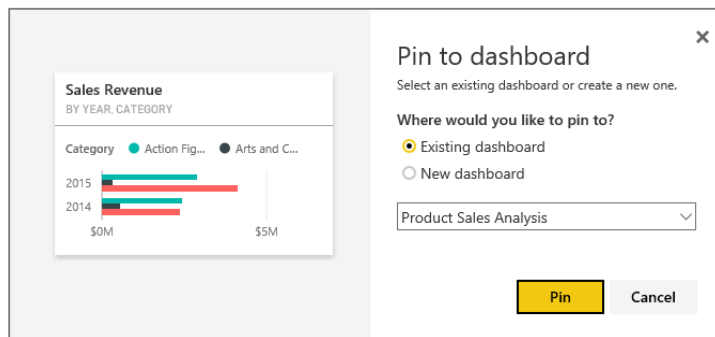 Sales Revenue
BY YEAR, CATEGORY
Category Action Fig... Arts and C...
2015
2014
$0M $5M
Pin to dashboard
Select an existing dashboard or create a new one.
Where would you like to pin to?
Existing dashboard
New dashboard
Product Sales Analysis
Pin Cancel